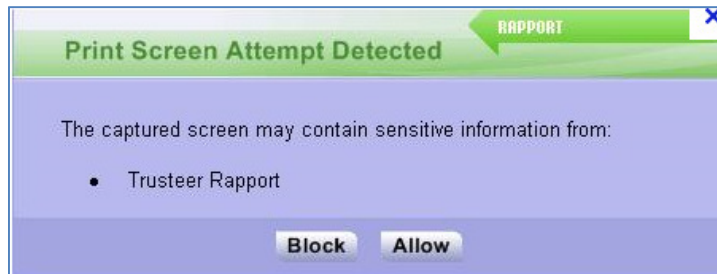 RAPPORT
Print Screen Attempt Detected
The captured screen may contain sensitive information from:
• Trusteer Rapport
Block Allow